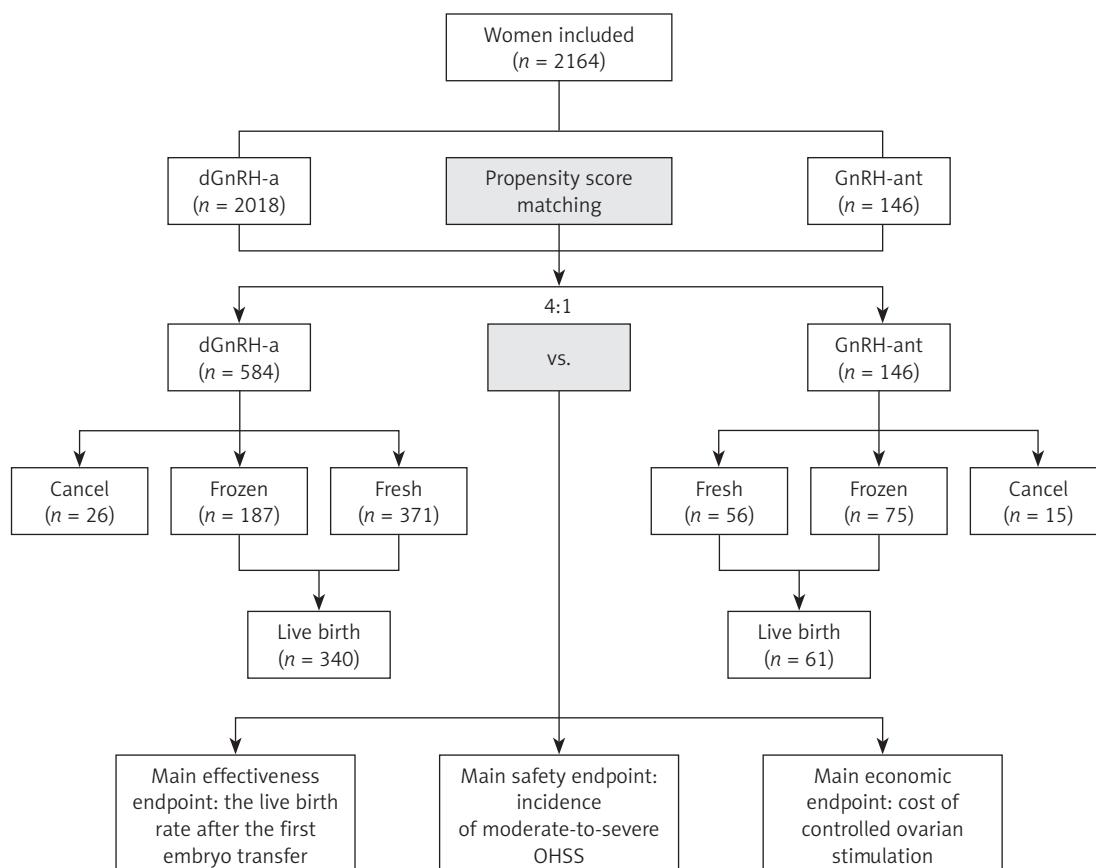 Women included
(n = 2164)
dGnRH-a
(n = 2018)
Propensity score
matching
GnRH-ant
(n = 146)
4:1
dGnRH-a
(n = 584)
vs.
GnRH-ant
(n = 146)
Cancel
(n = 26)
Frozen
(n = 187)
Fresh
(n = 371)
Fresh
(n = 56)
Frozen
(n = 75)
Cancel
(n = 15)
Live birth
(n = 340)
Live birth
(n = 61)
Main effectiveness
endpoint: the live birth
rate after the first
embryo transfer
Main safety endpoint:
incidence
of moderate-to-severe
OHSS
Main economic
endpoint: cost of
controlled ovarian
stimulation